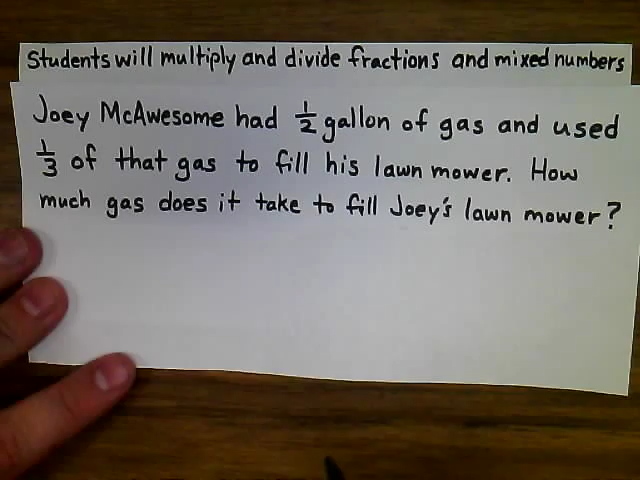 Students will multiply and divide fractions and mixed numbers
Joey McAwesome had 1/2 gallon of gas and used
1/3 of that gas to fill his lawn mower. How
much gas does it take to fill Joey's lawn mower?